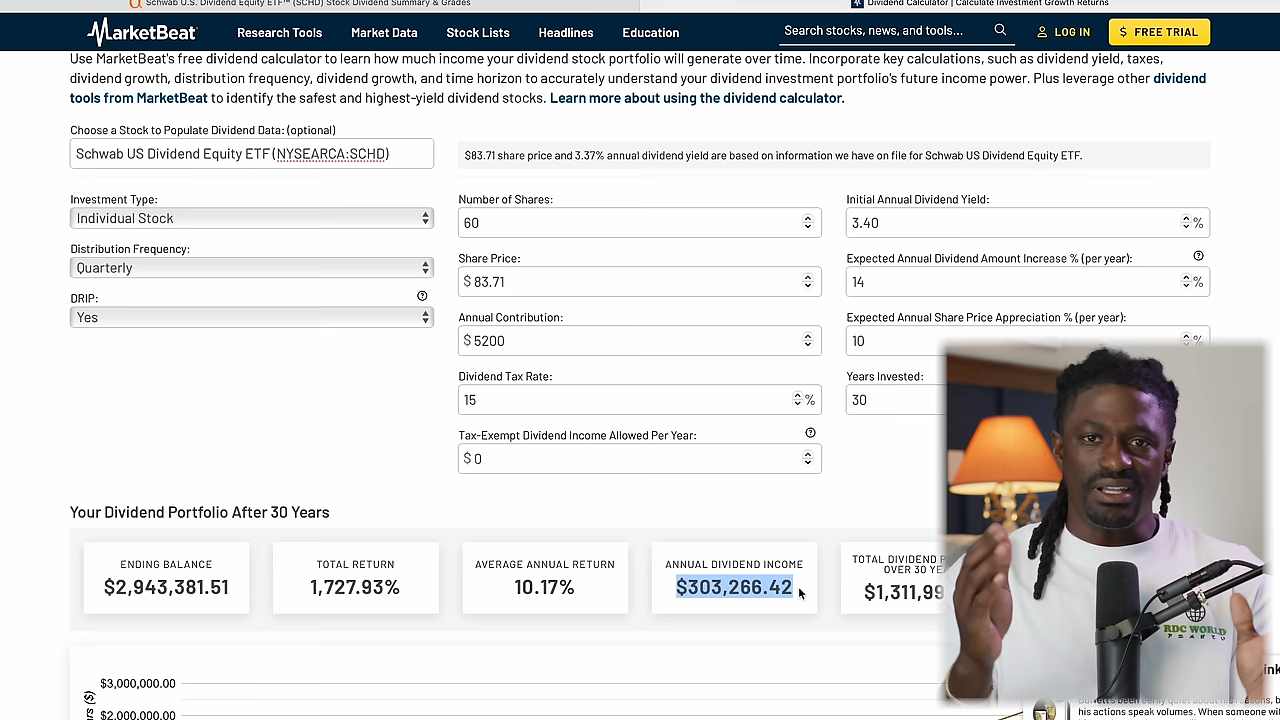 Schwab U.S. Dividend Equity ETF™ (SCHD) Stock Dividend Summary & Grades
Dividend Calculator | Calculate Investment Growth Returns
MarketBeat
Research Tools
Market Data
Stock Lists
Headlines
Education
Search stocks, news, and tools...
LOG IN
$ FREE TRIAL
Use MarketBeat's free dividend calculator to learn how much income your dividend stock portfolio will generate over time. Incorporate key calculations, such as dividend yield, taxes,
dividend growth, distribution frequency, dividend growth, and time horizon to accurately understand your dividend investment portfolio's future income power. Plus leverage other dividend
tools from MarketBeat to identify the safest and highest-yield dividend stocks. Learn more about using the dividend calculator.
Choose a Stock to Populate Dividend Data: (optional)
Schwab US Dividend Equity ETF (NYSEARCA:SCHD)
$83.71 share price and 3.37% annual dividend yield are based on information we have on file for Schwab US Dividend Equity ETF.
Investment Type:
Individual Stock
Distribution Frequency:
Quarterly
DRIP:
Yes
Number of Shares:
60
Share Price:
$ 83.71
Annual Contribution:
$ 5200
Dividend Tax Rate:
15 %
Tax-Exempt Dividend Income Allowed Per Year:
$ 0
Initial Annual Dividend Yield:
3.40 %
Expected Annual Dividend Amount Increase % (per year):
14 %
Expected Annual Share Price Appreciation % (per year):
10 %
Years Invested:
30
Your Dividend Portfolio After 30 Years
ENDING BALANCE
$2,943,381.51
TOTAL RETURN
1,727.93%
AVERAGE ANNUAL RETURN
10.17%
ANNUAL DIVIDEND INCOME
$303,266.42
TOTAL DIVIDEND P
OVER 30 YE
$1,311,99
$3,000,000.00
$2,000,000.00
rs ($)
RDC WORLD
his actions speak volumes. When someone wi